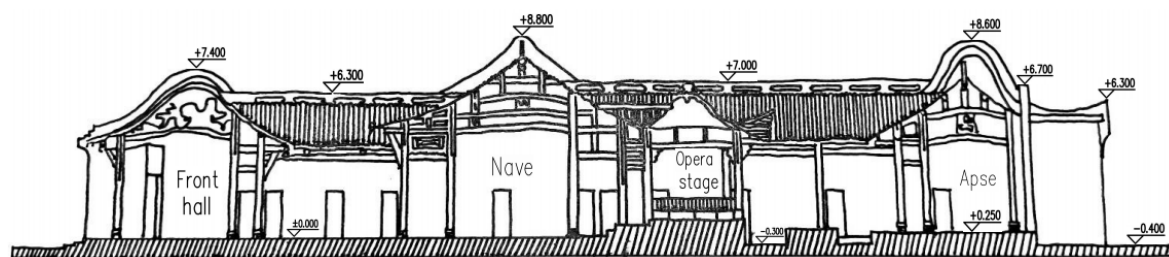 +8.800
+8.600
+7.400
+6.300
+7.000
+6.700
+6.300
Front
hall
Nave
Opera
stage
Apse
±0.000
-0.300
+0.250
-0.400